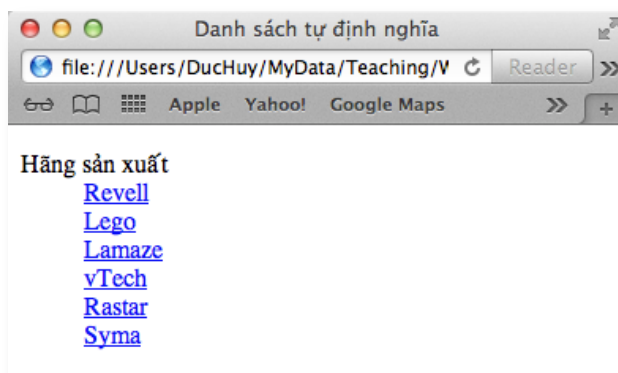 Danh sách tự định nghĩa
file:///Users/DucHuy/MyData/Teaching/W
Reader
Apple Yahoo! Google Maps
Hãng sản xuất
Revell
Lego
Lamaze
vTech
Rastar
Syma